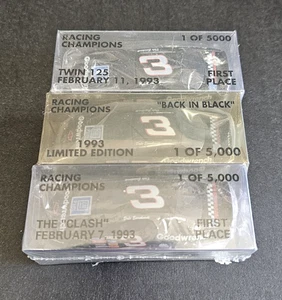 RACING CHAMPIONS 1 OF 5000
3
TWIN 125 FIRST
FEBRUARY 11, 1993 PLACE
RACING CHAMPIONS "BACK IN BLACK"
3
1993
LIMITED EDITION 1 OF 5,000
RACING CHAMPIONS 1 OF 5,000
3
THE "CLASH" FIRST
FEBRUARY 7, 1993 PLACE
Goodwrench